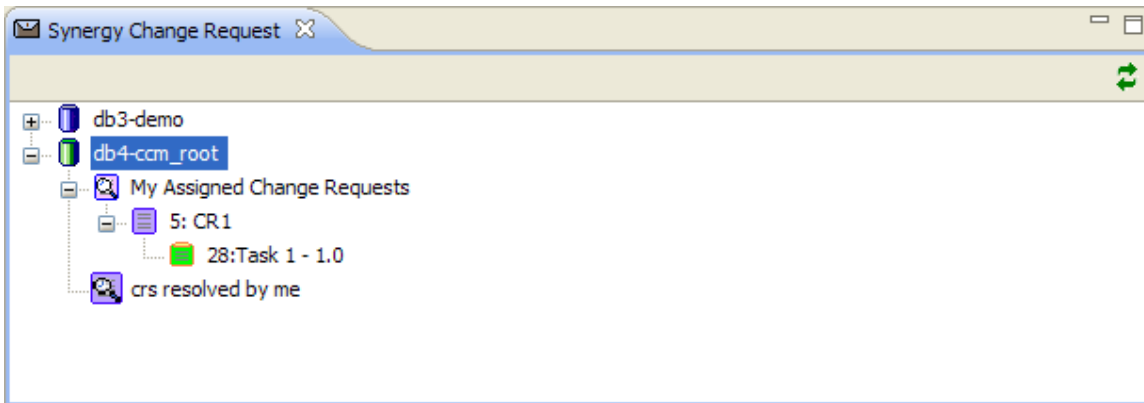 Synergy Change Request
db3-demo
db4-ccm_root
My Assigned Change Requests
5: CR1
28:Task 1 - 1.0
crs resolved by me